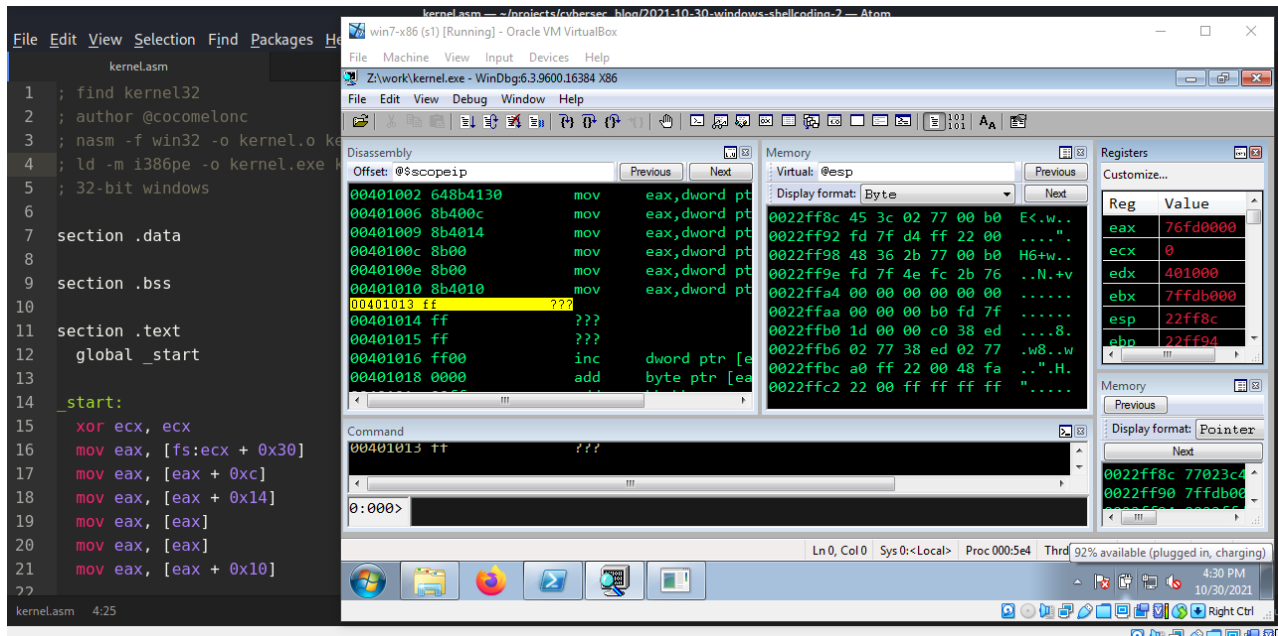 kernel.asm — ~/projects/cybersec_blog/2021-10-30-windows-shellcoding-2 — Atom
File Edit View Selection Find Packages He
kernel.asm
1 ; find kernel32
2 ; author @cocomelonc
3 ; nasm -f win32 -o kernel.o ke
4 ; ld -m i386pe -o kernel.exe k
5 ; 32-bit windows
6
7 section .data
8
9 section .bss
10
11 section .text
12 global _start
13
14 _start:
15 xor ecx, ecx
16 mov eax, [fs:ecx + 0x30]
17 mov eax, [eax + 0xc]
18 mov eax, [eax + 0x14]
19 mov eax, [eax]
20 mov eax, [eax]
21 mov eax, [eax + 0x10]
22
kernel.asm 4:25
win7-x86 (s1) [Running] - Oracle VM VirtualBox
File Machine View Input Devices Help
Z:\work\kernel.exe - WinDbg:6.3.9600.16384 X86
File Edit View Debug Window Help
Disassembly
Offset: @$scopeip Previous Next
00401002 648b4130 mov eax,dword pt
00401006 8b400c mov eax,dword pt
00401009 8b4014 mov eax,dword pt
0040100c 8b00 mov eax,dword pt
0040100e 8b00 mov eax,dword pt
00401010 8b4010 mov eax,dword pt
00401013 ff ???
00401014 ff ???
00401015 ff ???
00401016 ff00 inc dword ptr [e
00401018 0000 add byte ptr [ea
Memory
Virtual: @esp Previous
Display format: Byte Next
0022ff8c 45 3c 02 77 00 b0 E<.w..
0022ff92 fd 7f d4 ff 22 00 ....".
0022ff98 48 36 2b 77 00 b0 H6+w..
0022ff9e fd 7f 4e fc 2b 76 ..N.+v
0022ffa4 00 00 00 00 00 00 ......
0022ffaa 00 00 00 b0 fd 7f ......
0022ffb0 1d 00 00 c0 38 ed ....8.
0022ffb6 02 77 38 ed 02 77 .w8..w
0022ffbc a0 ff 22 00 48 fa ..".H.
0022ffc2 22 00 ff ff ff ff ".....
Registers
Customize...
Reg Value
eax 76fd0000
ecx 0
edx 401000
ebx 7ffdb000
esp 22ff8c
ebp 22ff94
Memory
Previous
Display format: Pointer
Next
0022ff8c 77023c4
0022ff90 7ffdb00
Command
00401013 ff ???
0:000>
Ln 0, Col 0 Sys 0:<Local> Proc 000:5e4 Thrd
92% available (plugged in, charging)
4:30 PM
10/30/2021
Right Ctrl